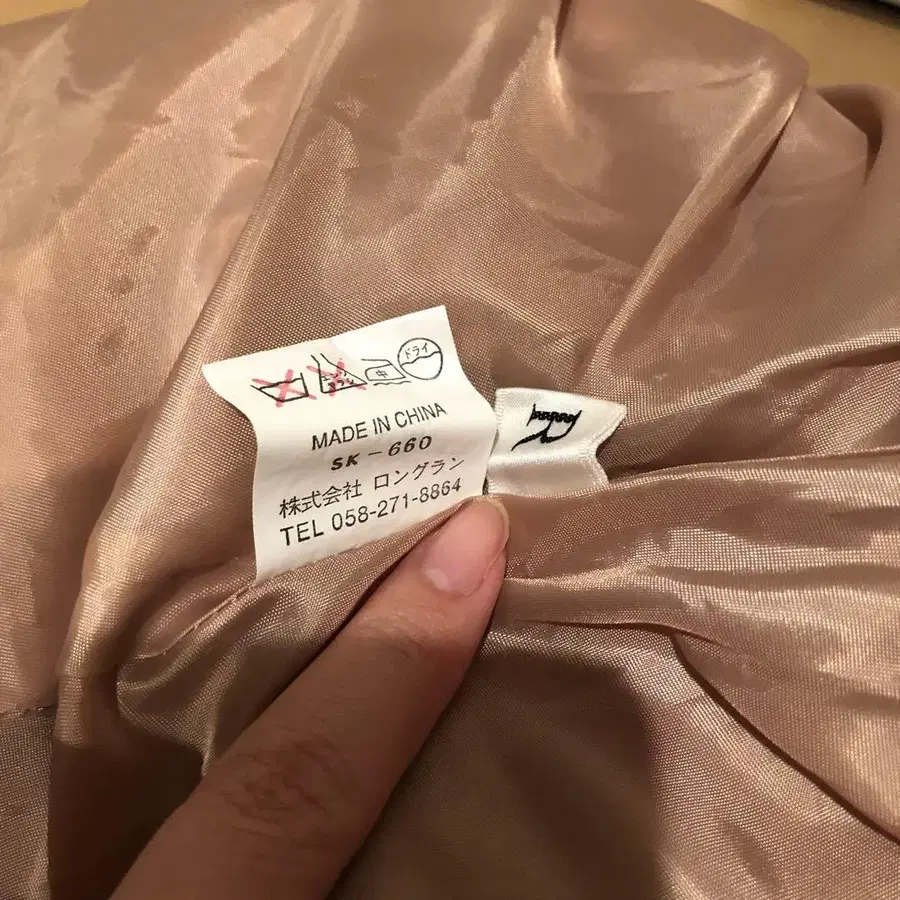 中 ドライ
MADE IN CHINA
SK-660
株式会社 ロングラン
TEL 058-271-8864